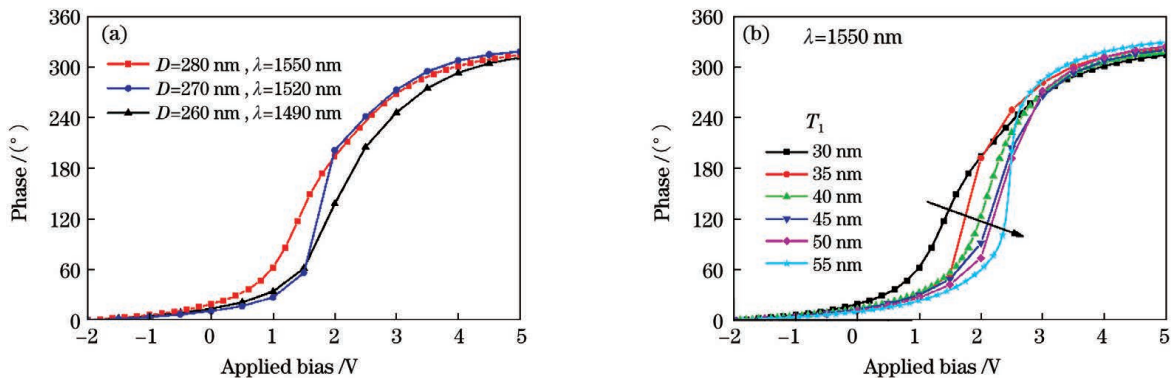 (a)
D=280 nm , λ=1550 nm
D=270 nm , λ=1520 nm
D=260 nm , λ=1490 nm
Phase /(°)
360
300
240
180
120
60
0
−2 −1 0 1 2 3 4 5
Applied bias /V
(b)
λ=1550 nm
T₁
30 nm
35 nm
40 nm
45 nm
50 nm
55 nm
Phase /(°)
360
300
240
180
120
60
0
−2 −1 0 1 2 3 4 5
Applied bias /V